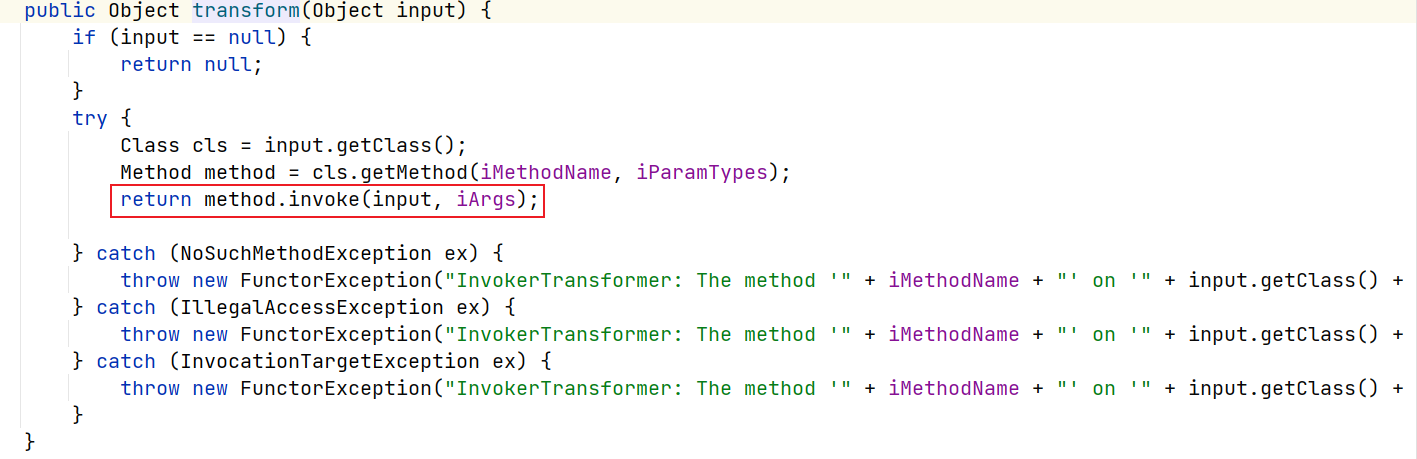 public Object transform(Object input) {
    if (input == null) {
        return null;
    }
    try {
        Class cls = input.getClass();
        Method method = cls.getMethod(iMethodName, iParamTypes);
        return method.invoke(input, iArgs);
    } catch (NoSuchMethodException ex) {
        throw new FunctorException("InvokerTransformer: The method '" + iMethodName + "' on '" + input.getClass() +
    } catch (IllegalAccessException ex) {
        throw new FunctorException("InvokerTransformer: The method '" + iMethodName + "' on '" + input.getClass() +
    } catch (InvocationTargetException ex) {
        throw new FunctorException("InvokerTransformer: The method '" + iMethodName + "' on '" + input.getClass() +
    }
}